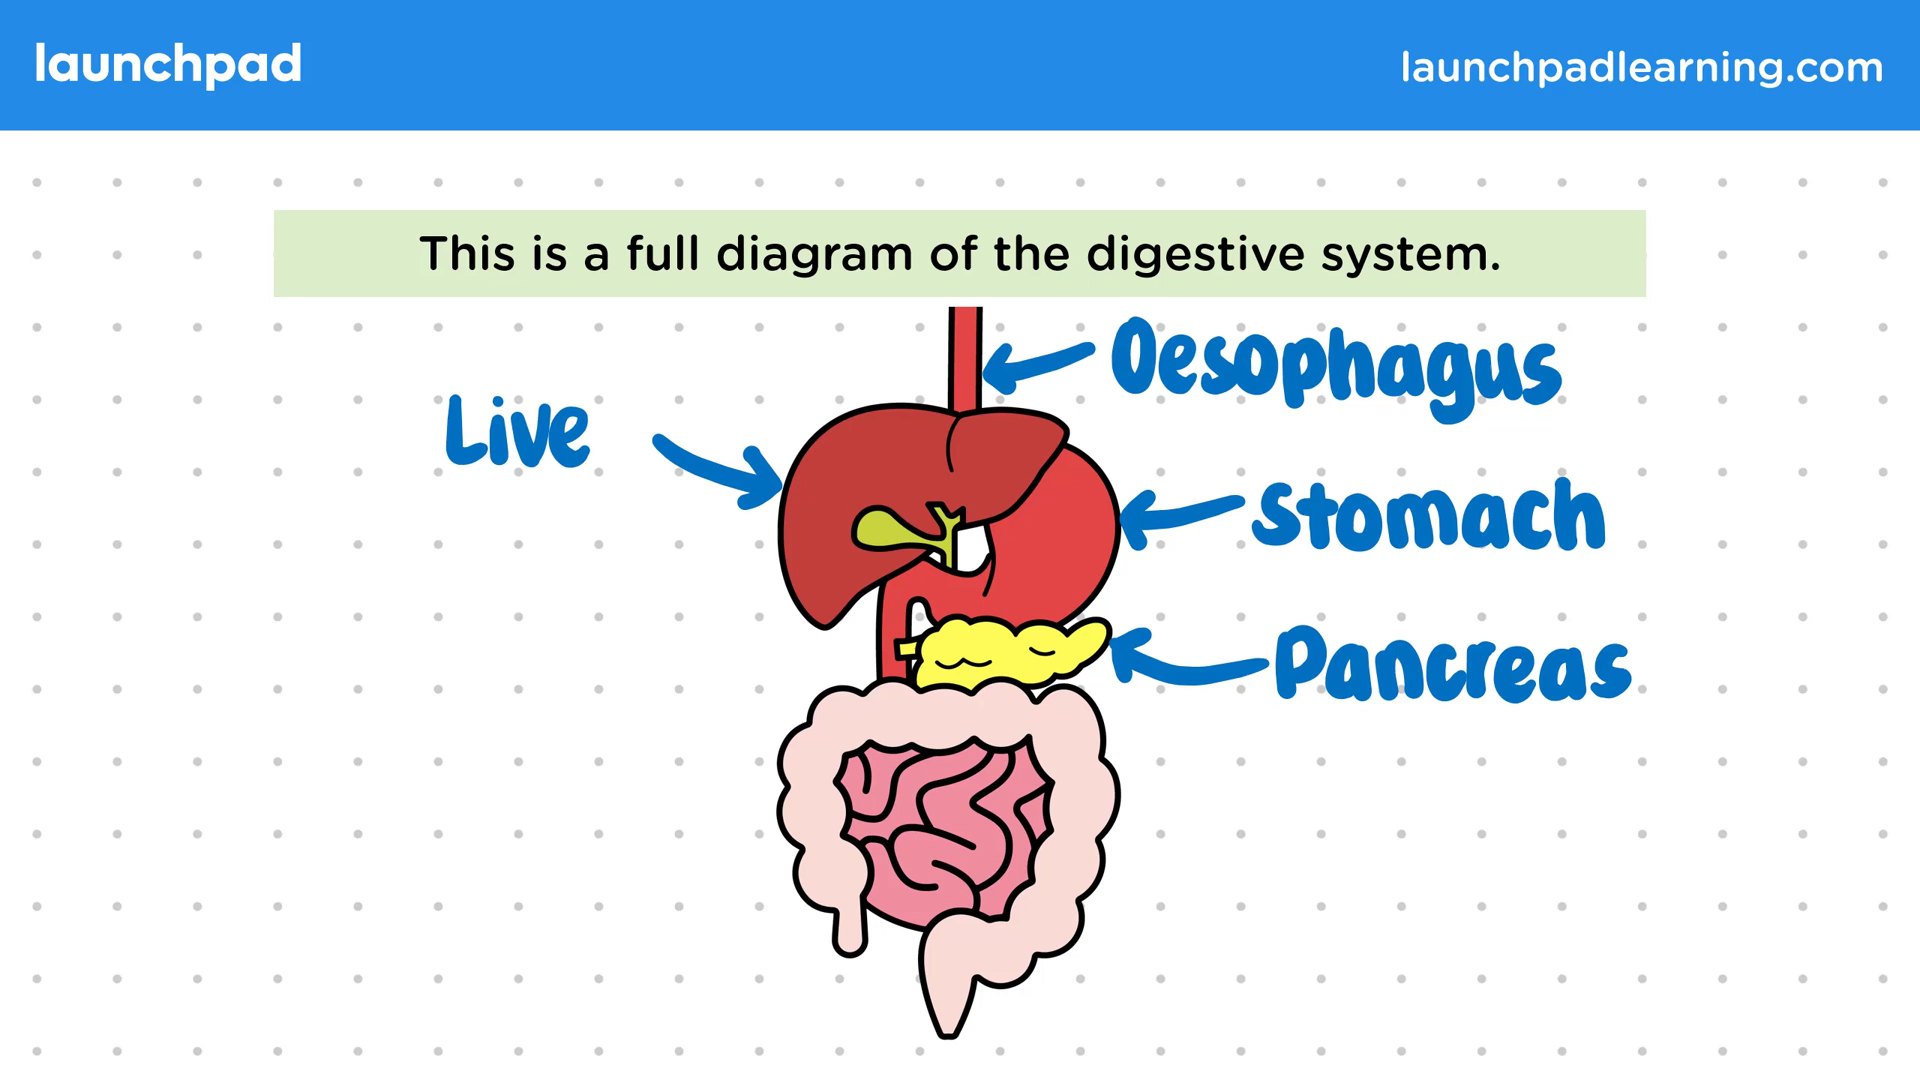 launchpad
launchpadlearning.com
This is a full diagram of the digestive system.
Oesophagus
Live
Stomach
Pancreas